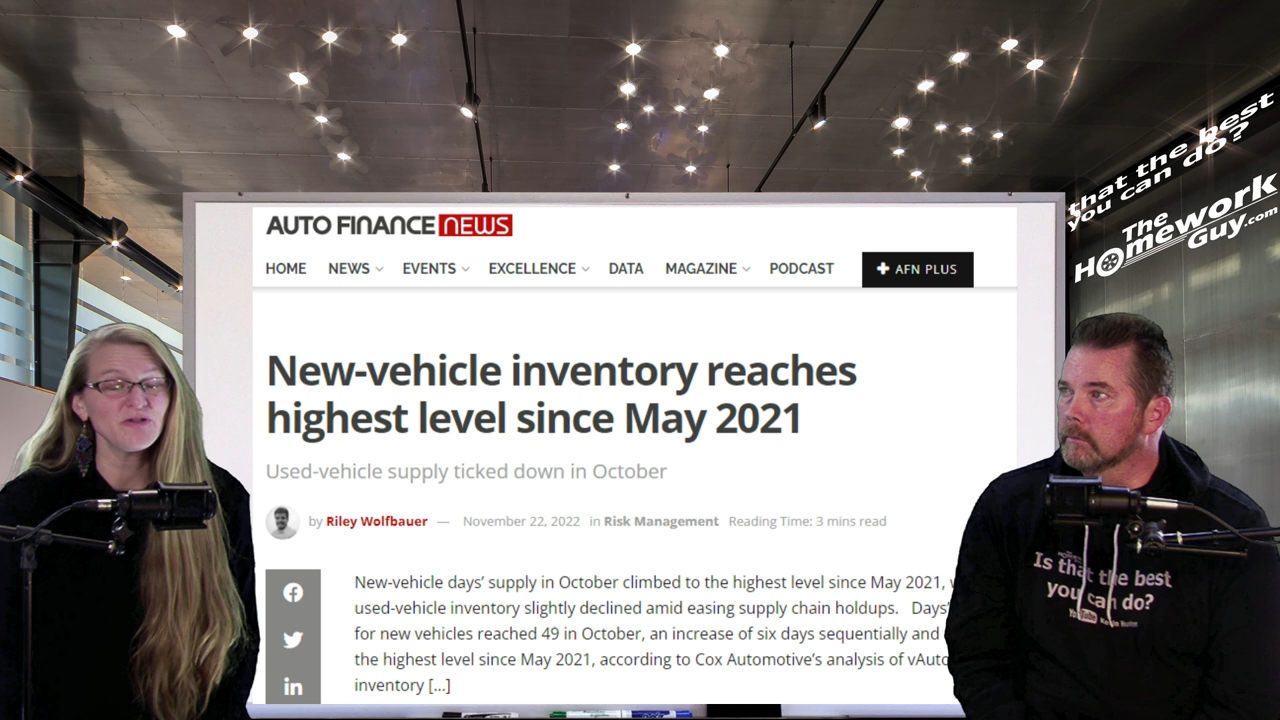 that the best
you can do?
The
Homework
Guy.com
AUTO FINANCE NEWS
HOME NEWS EVENTS EXCELLENCE DATA MAGAZINE PODCAST AFN PLUS
New-vehicle inventory reaches
highest level since May 2021
Used-vehicle supply ticked down in October
by Riley Wolfbauer — November 22, 2022 in Risk Management Reading Time: 3 mins read
New-vehicle days’ supply in October climbed to the highest level since May 2021,
used-vehicle inventory slightly declined amid easing supply chain holdups. Days’
for new vehicles reached 49 in October, an increase of six days sequentially and
the highest level since May 2021, according to Cox Automotive’s analysis of vAuto
inventory [...]
Is that the best
you can do?
YouTube